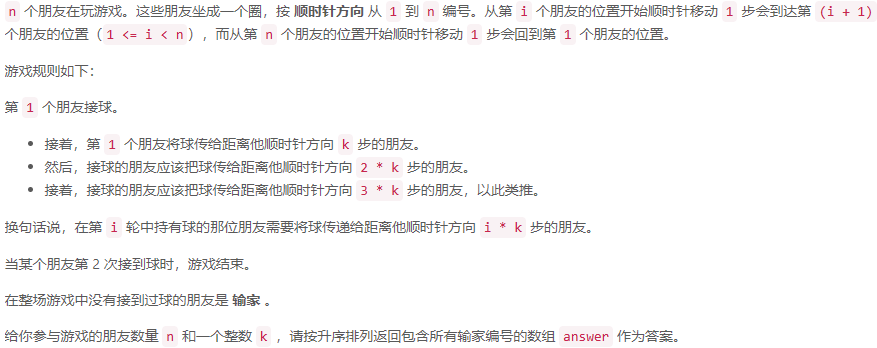 n 个朋友在玩游戏。这些朋友坐成一个圈，按 顺时针方向 从 1 到 n 编号。从第 i 个朋友的位置开始顺时针移动 1 步会到达第 (i + 1)
个朋友的位置（ 1 <= i < n ），而从第 n 个朋友的位置开始顺时针移动 1 步会回到第 1 个朋友的位置。
游戏规则如下：
第 1 个朋友接球。
• 接着，第 1 个朋友将球传给距离他顺时针方向 k 步的朋友。
• 然后，接球的朋友应该把球传给距离他顺时针方向 2 * k 步的朋友。
• 接着，接球的朋友应该把球传给距离他顺时针方向 3 * k 步的朋友，以此类推。
换句话说，在第 i 轮中持有球的那位朋友需要将球传递给距离他顺时针方向 i * k 步的朋友。
当某个朋友第 2 次接到球时，游戏结束。
在整场游戏中没有接到过球的朋友是 输家 。
给你参与游戏的朋友数量 n 和一个整数 k ，请按升序排列返回包含所有输家编号的数组 answer 作为答案。